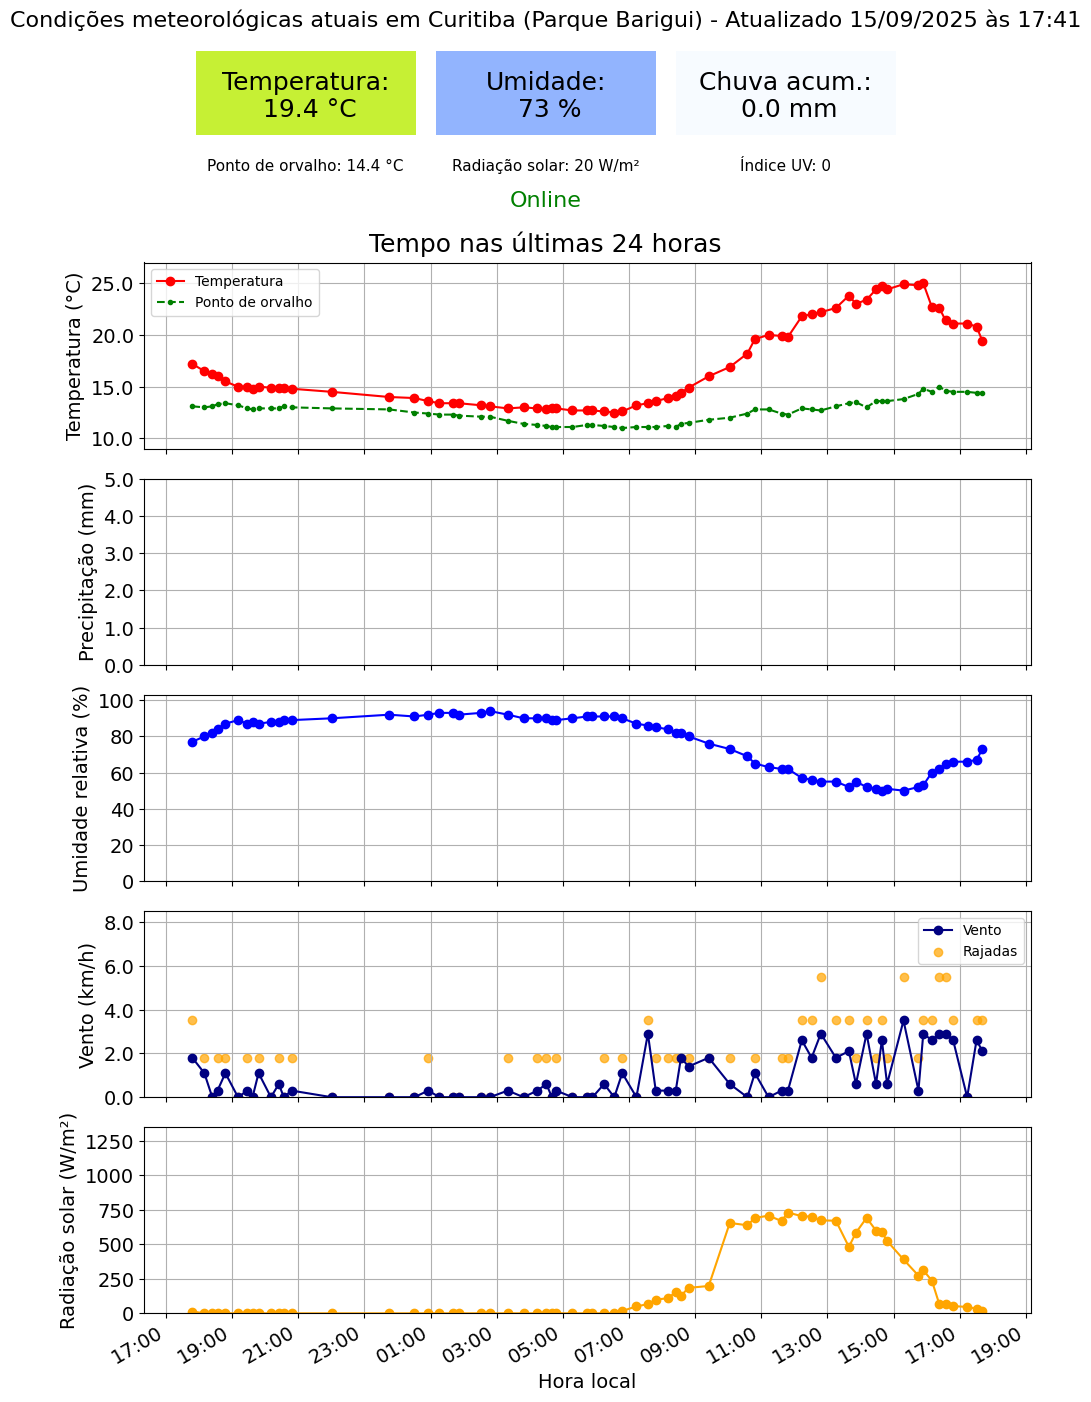 Condições meteorológicas atuais em Curitiba (Parque Barigui) - Atualizado 15/09/2025 às 17:41
Temperatura:
19.4 °C
Umidade:
73 %
Chuva acum.:
0.0 mm
Ponto de orvalho: 14.4 °C
Radiação solar: 20 W/m²
Índice UV: 0
Online
Tempo nas últimas 24 horas
Temperatura (°C)
25.0
20.0
15.0
10.0
Temperatura
Ponto de orvalho
Precipitação (mm)
5.0
4.0
3.0
2.0
1.0
0.0
Umidade relativa (%)
100
80
60
40
20
0
Vento (km/h)
8.0
6.0
4.0
2.0
0.0
Vento
Rajadas
Radiação solar (W/m²)
1250
1000
750
500
250
0
17:00
19:00
21:00
23:00
01:00
03:00
05:00
07:00
09:00
11:00
13:00
15:00
17:00
19:00
Hora local